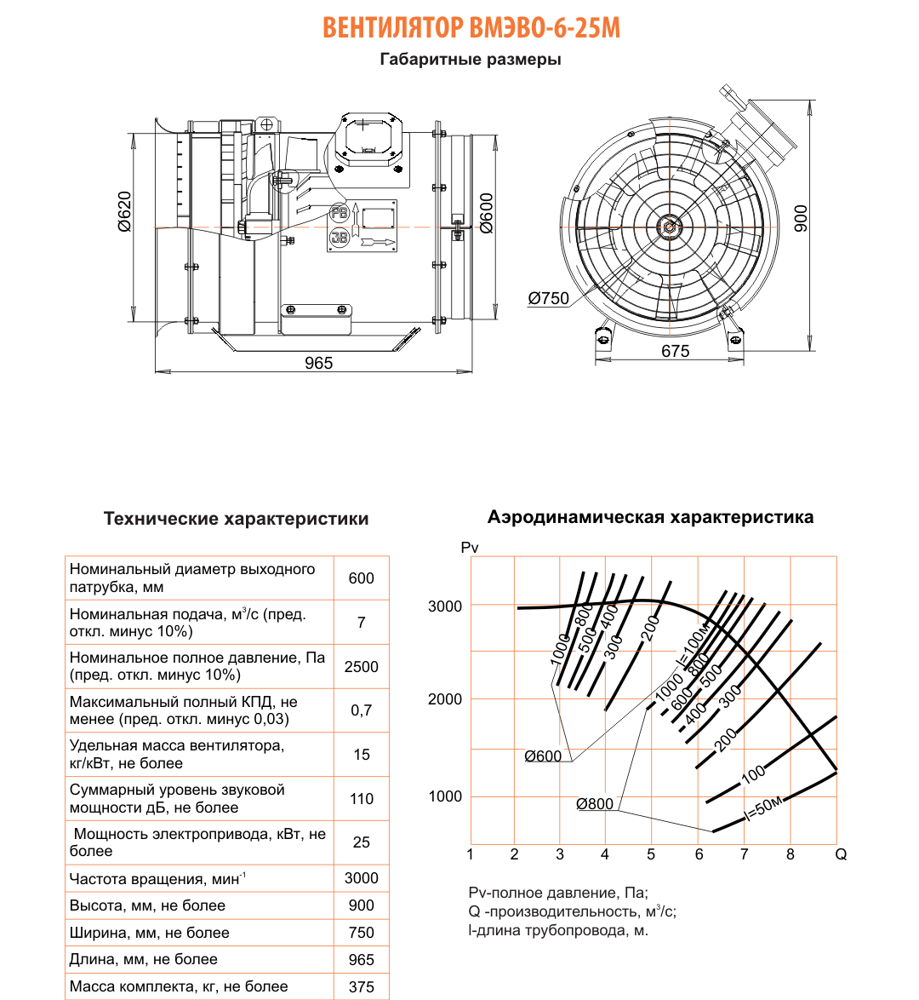 ВЕНТИЛЯТОР ВМЭВО-6-25М
Габаритные размеры
Ø620
РВ
3В
Ø600
965
Ø750
900
675
Технические характеристики
Номинальный диаметр выходного
патрубка, мм
600
Номинальная подача, м³/с (пред.
откл. минус 10%)
7
Номинальное полное давление, Па
(пред. откл. минус 10%)
2500
Максимальный полный КПД, не
менее (пред. откл. минус 0,03)
0,7
Удельная масса вентилятора,
кг/кВт, не более
15
Суммарный уровень звуковой
мощности дБ, не более
110
Мощность электропривода, кВт, не
более
25
Частота вращения, мин⁻¹
3000
Высота, мм, не более
900
Ширина, мм, не более
750
Длина, мм, не более
965
Масса комплекта, кг, не более
375
Аэродинамическая характеристика
Pv
3000
2000
1000
1000
800
500
400
300
200
l=100м
800
1000
600
500
400
300
200
100
l=50м
Ø600
Ø800
1 2 3 4 5 6 7 8 Q
Pv-полное давление, Па;
Q -производительность, м³/с;
l-длина трубопровода, м.